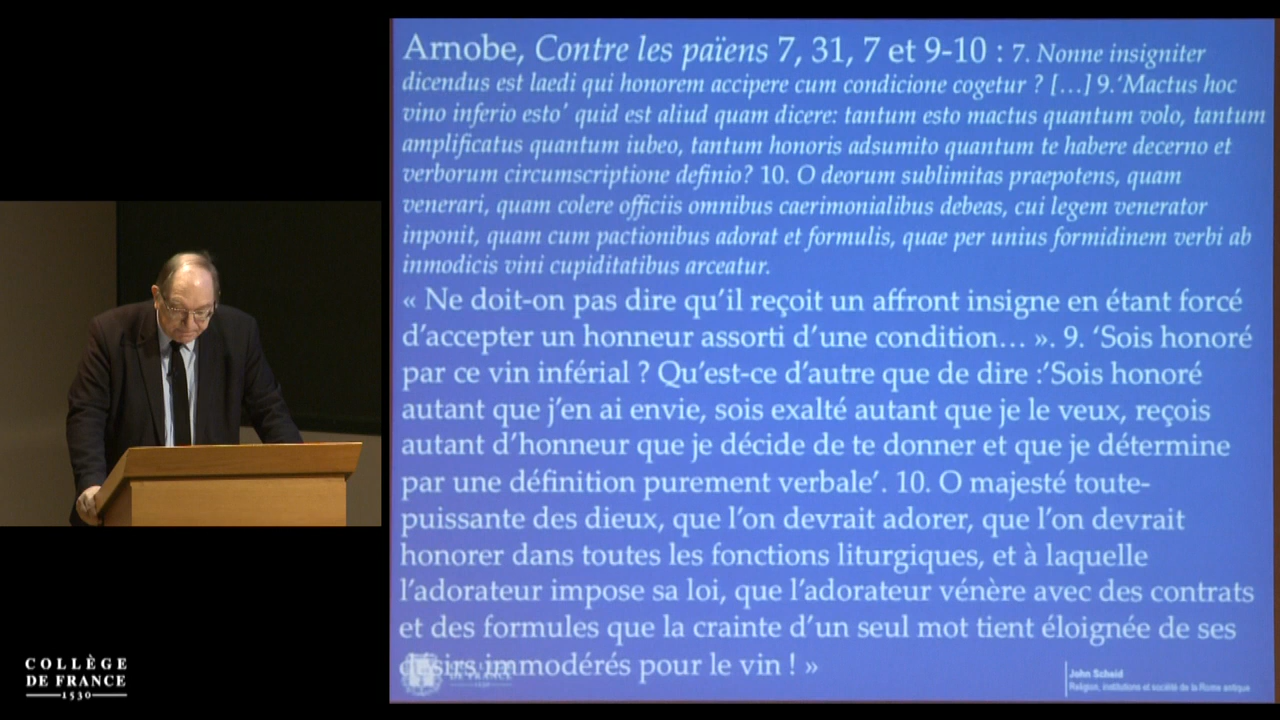 Arnobe, Contre les païens 7, 31, 7 et 9-10 : 7. Nonne insigniter
dicendus est laedi qui honorem accipere cum condicione cogetur ? […] 9.'Mactus hoc
vino inferio esto' quid est aliud quam dicere: tantum esto mactus quantum volo, tantum
amplificatus quantum iubeo, tantum honoris adsumito quantum te habere decerno et
verborum circumscriptione definio? 10. O deorum sublimitas praepotens, quam
venerari, quam colere officiis omnibus caerimonialibus debeas, cui legem venerator
inponit, quam cum pactionibus adorat et formulis, quae per unius formidinem verbi ab
inmodicis vini cupiditatibus arceatur.
« Ne doit-on pas dire qu'il reçoit un affront insigne en étant forcé
d'accepter un honneur assorti d'une condition… ». 9. 'Sois honoré
par ce vin inférial ? Qu'est-ce d'autre que de dire :'Sois honoré
autant que j'en ai envie, sois exalté autant que je le veux, reçois
autant d'honneur que je décide de te donner et que je détermine
par une définition purement verbale'. 10. O majesté toute-
puissante des dieux, que l'on devrait adorer, que l'on devrait
honorer dans toutes les fonctions liturgiques, et à laquelle
l'adorateur impose sa loi, que l'adorateur vénère avec des contrats
et des formules que la crainte d'un seul mot tient éloignée de ses
désirs immodérés pour le vin ! »
John Scheid
Religion, institutions et société de la Rome antique
COLLÈGE
DE FRANCE
1530